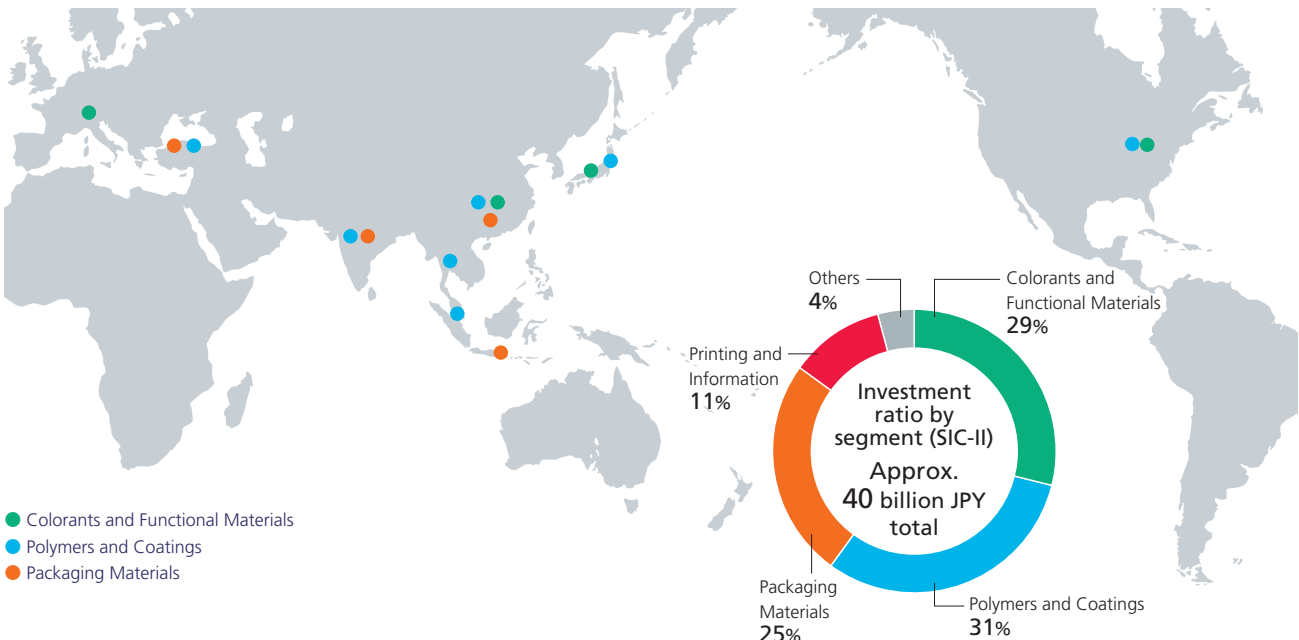 Others
4%
Colorants and
Functional Materials
29%
Printing and
Information
11%
Investment
ratio by
segment (SIC-II)
Approx.
40 billion JPY
total
Colorants and Functional Materials
Polymers and Coatings
Packaging Materials
Packaging
Materials
25%
Polymers and Coatings
31%